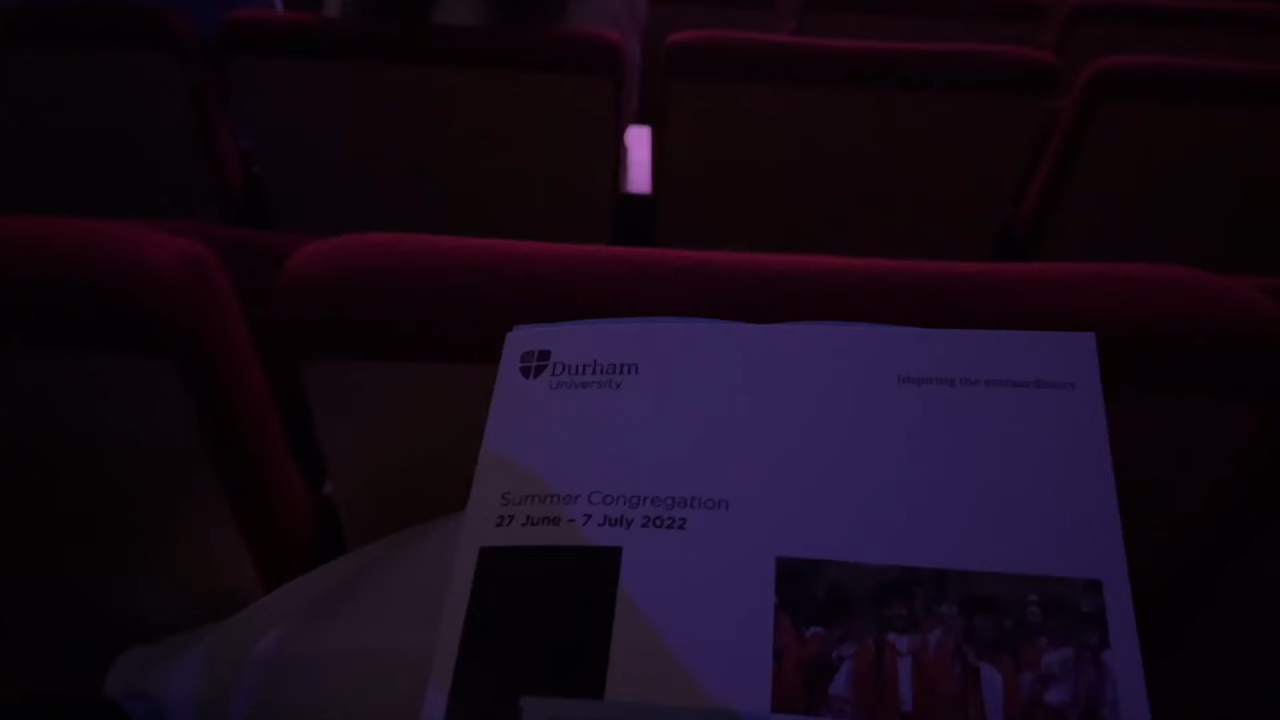 Durham
University
Inspiring the extraordinary
Summer Congregation
27 June – 7 July 2022